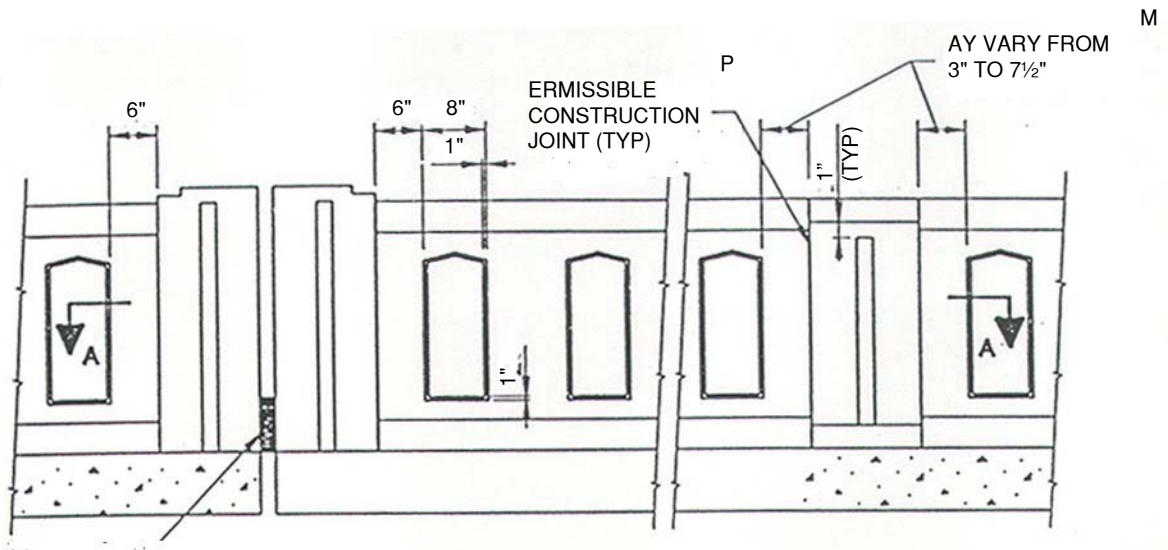 M
AY VARY FROM
3" TO 7½"
P
ERMISSIBLE
CONSTRUCTION
JOINT (TYP)
6"
6"
8"
1"
1"
(TYP)
1"
A
A